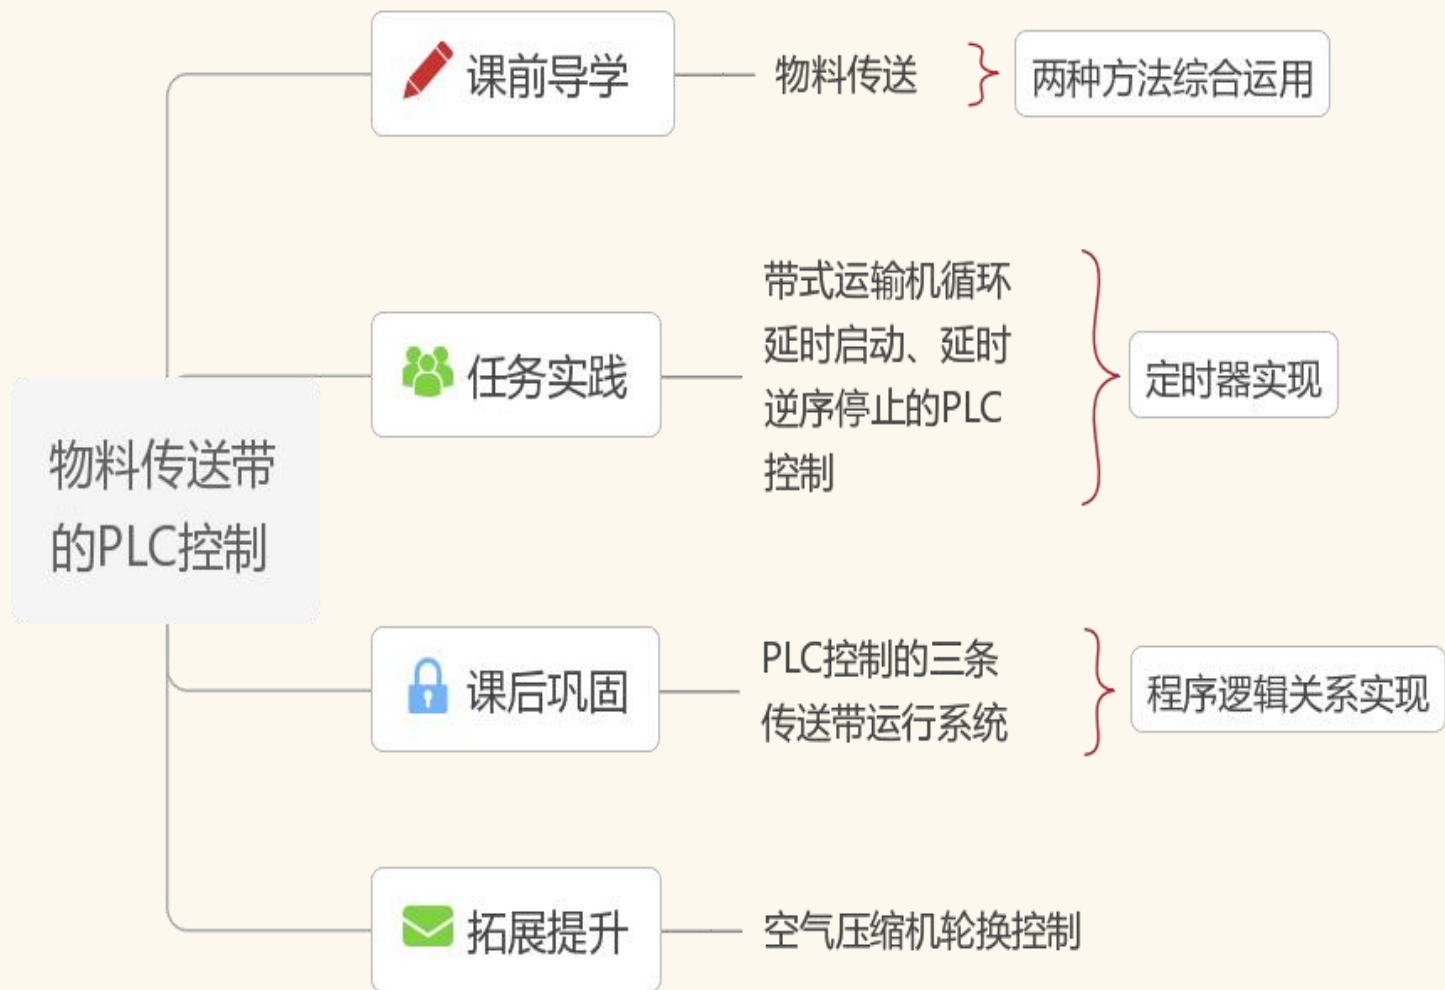 课前导学
物料传送
两种方法综合运用
带式运输机循环
延时启动、延时
逆序停止的PLC
控制
任务实践
定时器实现
物料传送带
的PLC控制
PLC控制的三条
传送带运行系统
课后巩固
程序逻辑关系实现
拓展提升
空气压缩机轮换控制